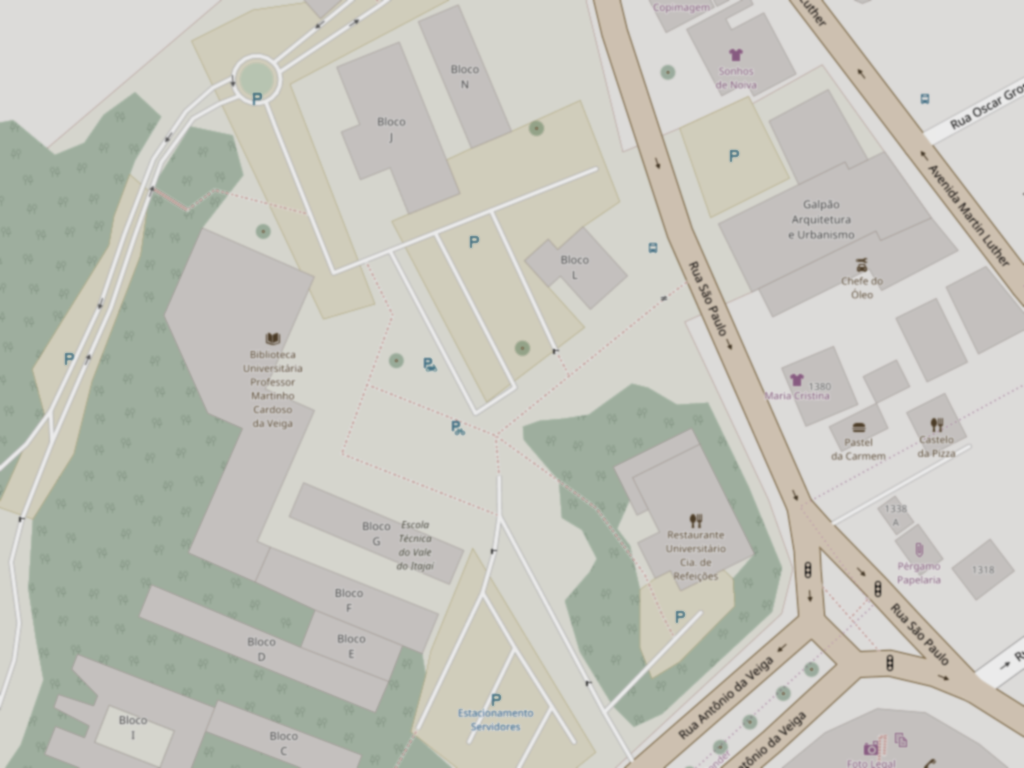 Copimagem
Luther
Bloco
N
Sonhos
de Noiva
P
Rua Oscar Gros
Bloco
J
P
Avenida Martin Luther
Galpão
Arquitetura
e Urbanismo
P
Bloco
L
Chefe do
Óleo
Rua São Paulo
P
P
Biblioteca
Universitária
Professor
Martinho
Cardoso
da Veiga
1380
Maria Cristina
P
Pastel
da Carmem
Castelo
da Pizza
Bloco
G
Escola
Técnica
do Vale
do Itajaí
1338
A
Restaurante
Universitário
Cia. de
Refeições
Pérgamo
Papelaria
1318
Bloco
F
P
Bloco
E
Bloco
D
Rua São Paulo
Rua Antônio da Veiga
P
Estacionamento
Servidores
Bloco
I
Bloco
C
Antônio da Veiga
Foto Legal